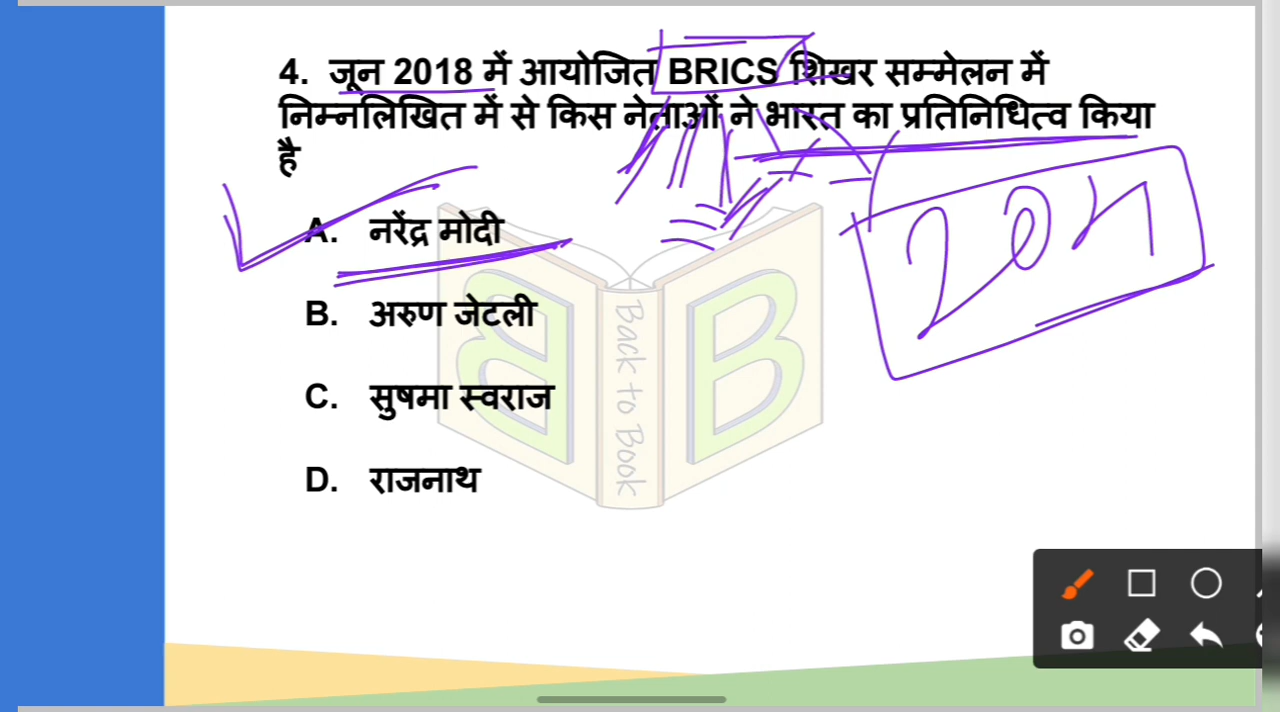 4. जून 2018 में आयोजित BRICS शिखर सम्मेलन में
निम्नलिखित में से किस नेताओं ने भारत का प्रतिनिधित्व किया
है
A. नरेंद्र मोदी
B. अरुण जेटली
C. सुषमा स्वराज
D. राजनाथ
B B
Back to Book